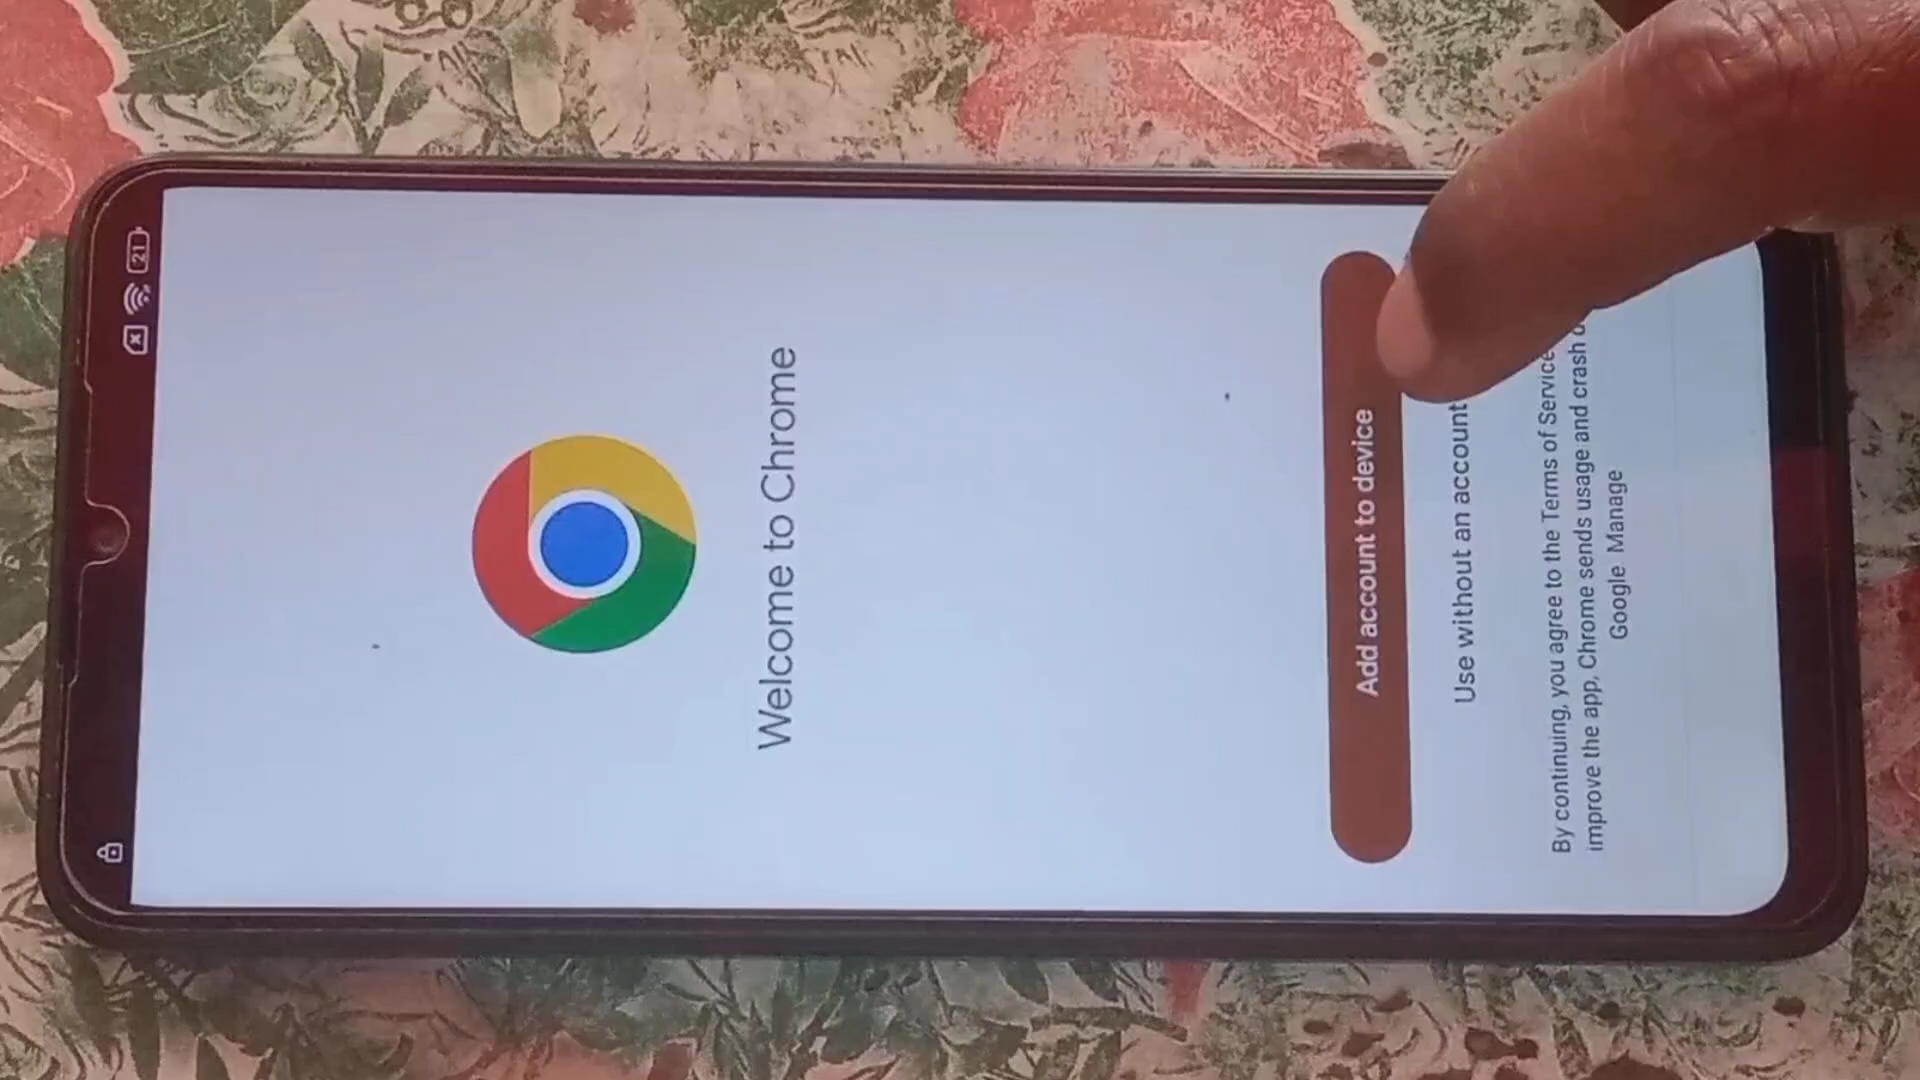 21
Welcome to Chrome
Add account to device
Use without an account
By continuing, you agree to the Terms of Service
improve the app, Chrome sends usage and crash
Google Manage